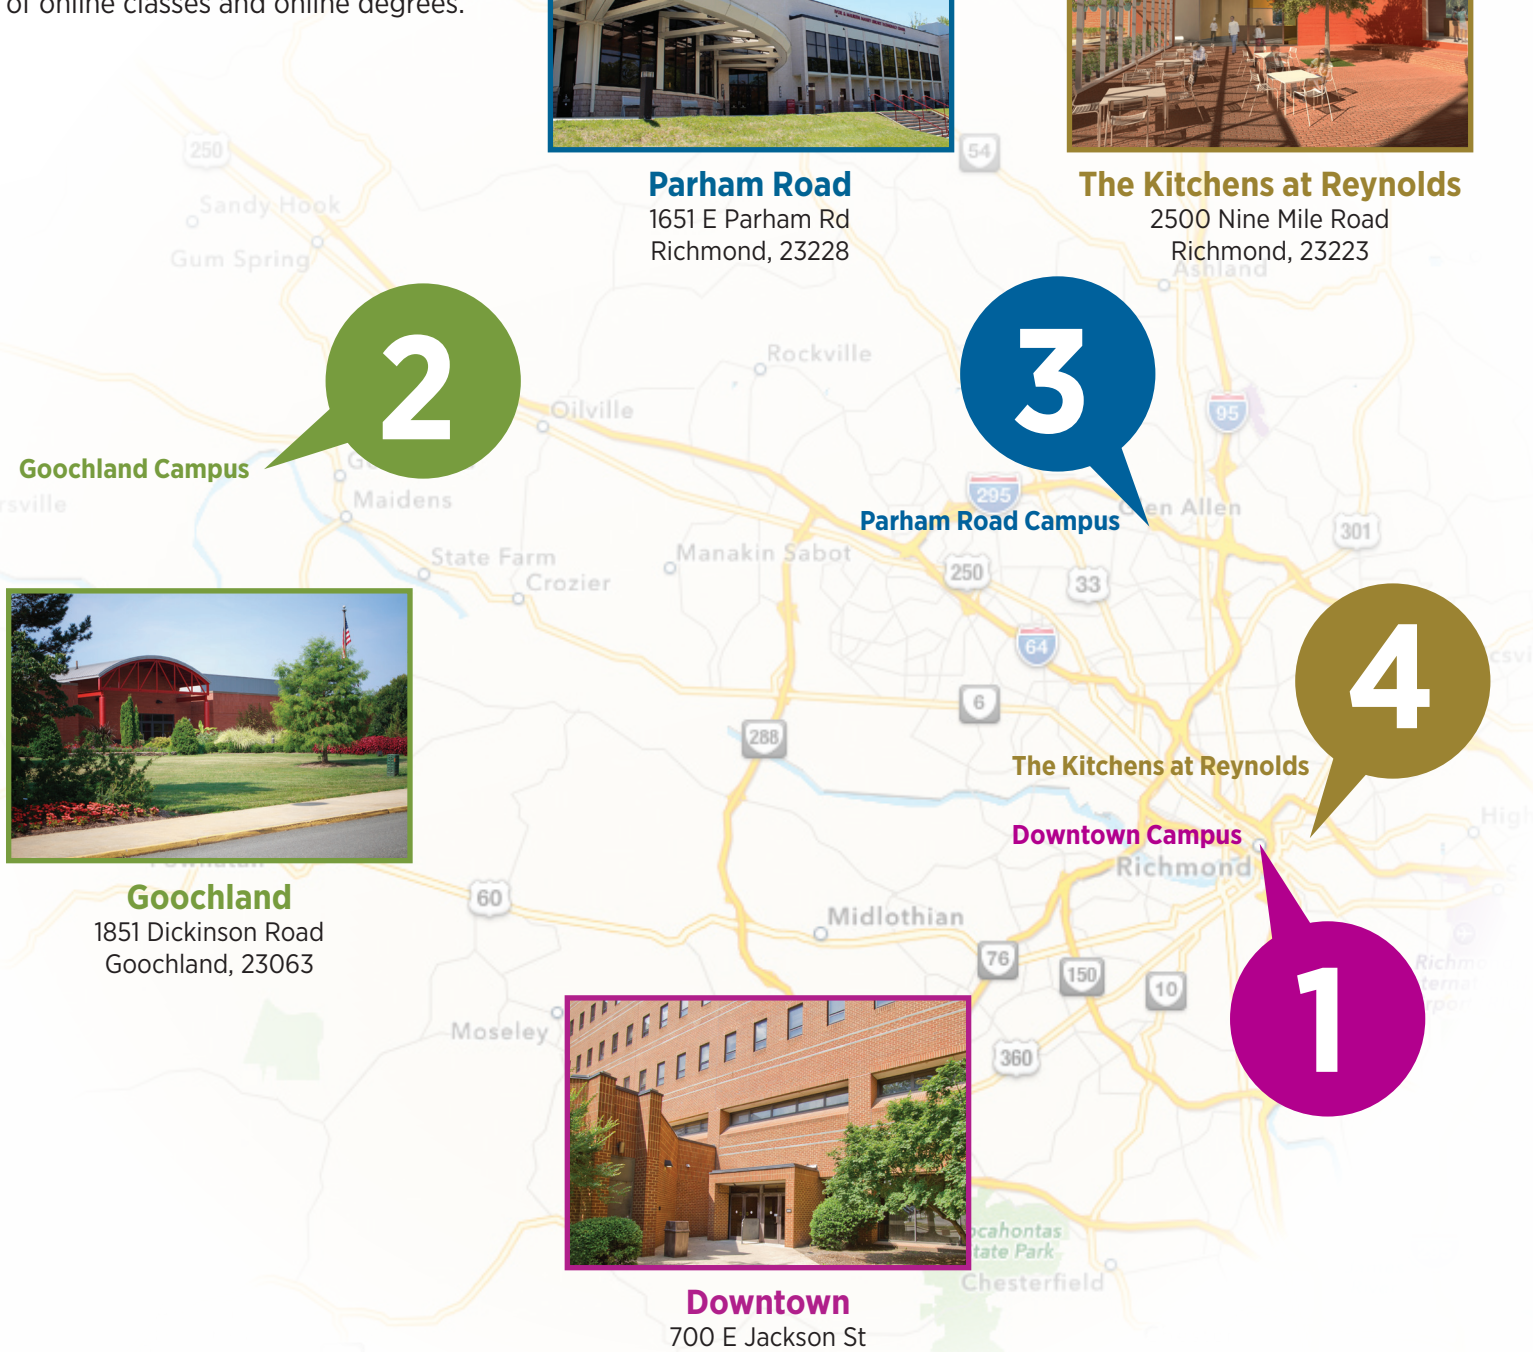 of online classes and online degrees.
Parham Road
1651 E Parham Rd
Richmond, 23228
The Kitchens at Reynolds
2500 Nine Mile Road
Richmond, 23223
250
54
Sandy Hook
Gum Spring
Ashland
2
3
Rockville
95
Oilville
Goochland Campus
Maidens
295
Parham Road Campus
Glen Allen
301
State Farm
Manakin Sabot
Crozier
250
33
64
4
6
288
The Kitchens at Reynolds
Downtown Campus
Richmond
Goochland
1851 Dickinson Road
Goochland, 23063
60
Midlothian
76
150
10
1
Moseley
360
State Park
Chesterfield
Downtown
700 E Jackson St